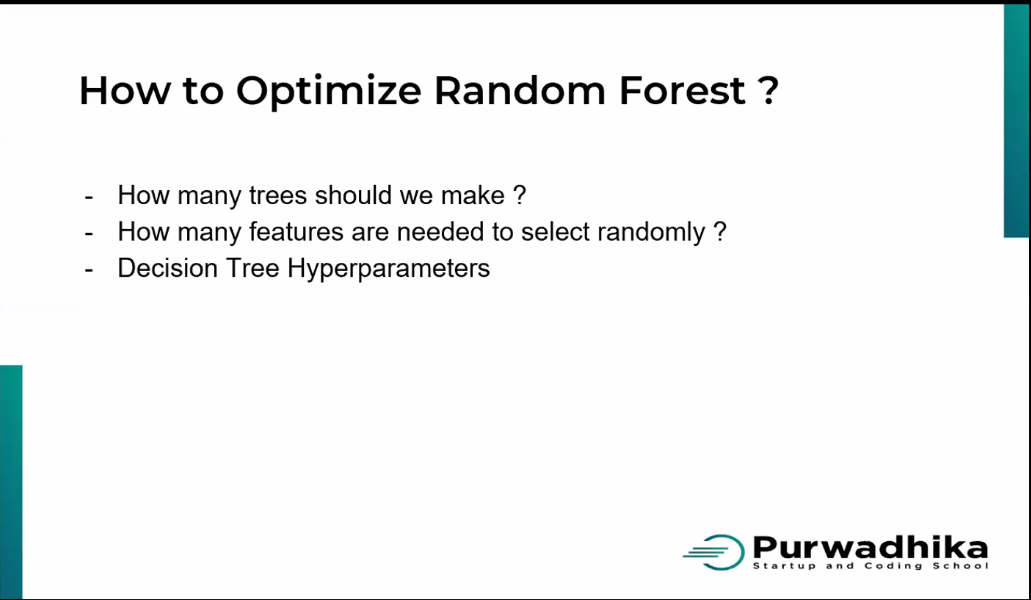 How to Optimize Random Forest ?
- How many trees should we make ?
- How many features are needed to select randomly ?
- Decision Tree Hyperparameters
Purwadhika
Startup and Coding School